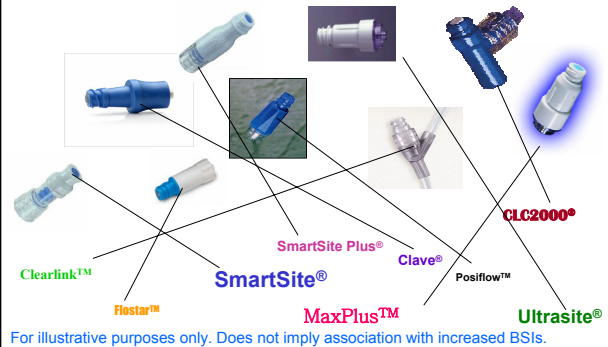 CLC2000®
SmartSite Plus®
Clave®
Clearlink™
SmartSite®
Posiflow™
Flostar™
MaxPlus™
Ultrasite®
For illustrative purposes only. Does not imply association with increased BSIs.